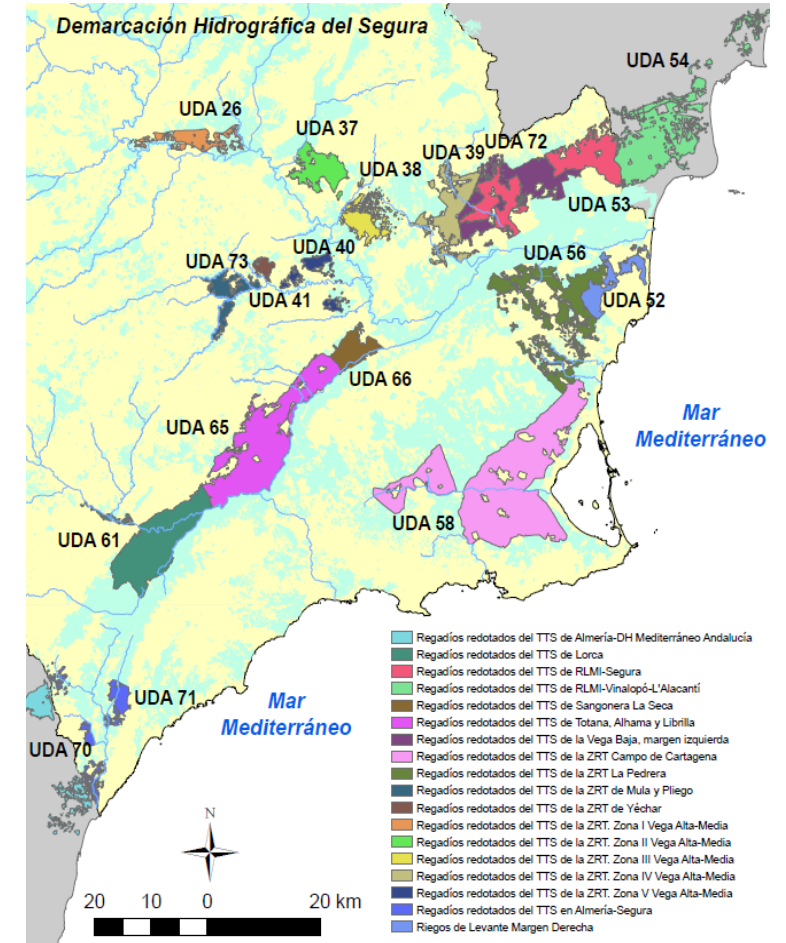 Demarcación Hidrográfica del Segura
UDA 54
UDA 26
UDA 37
UDA 72
UDA 39
UDA 38
UDA 53
UDA 40
UDA 56
UDA 73
UDA 41
UDA 52
UDA 66
Mar
Mediterráneo
UDA 65
UDA 58
UDA 61
UDA 71
Mar
Mediterráneo
UDA 70
Regadíos redotados del TTS de Almería-DH Mediterráneo Andalucía
Regadíos redotados del TTS de Lorca
Regadíos redotados del TTS de RLMI-Segura
Regadíos redotados del TTS de RLMI-Vinalopó-L'Alacantí
Regadíos redotados del TTS de Sangonera La Seca
Regadíos redotados del TTS de Totana, Alhama y Librilla
Regadíos redotados del TTS de la Vega Baja, margen izquierda
Regadíos redotados del TTS de la ZRT Campo de Cartagena
Regadíos redotados del TTS de la ZRT La Pedrera
Regadíos redotados del TTS de la ZRT de Mula y Pliego
Regadíos redotados del TTS de la ZRT de Yéchar
Regadíos redotados del TTS de la ZRT. Zona I Vega Alta-Media
Regadíos redotados del TTS de la ZRT. Zona II Vega Alta-Media
Regadíos redotados del TTS de la ZRT. Zona III Vega Alta-Media
Regadíos redotados del TTS de la ZRT. Zona IV Vega Alta-Media
Regadíos redotados del TTS de la ZRT. Zona V Vega Alta-Media
Regadíos redotados del TTS en Almería-Segura
Riegos de Levante Margen Derecha
N
20 10 0 20 km